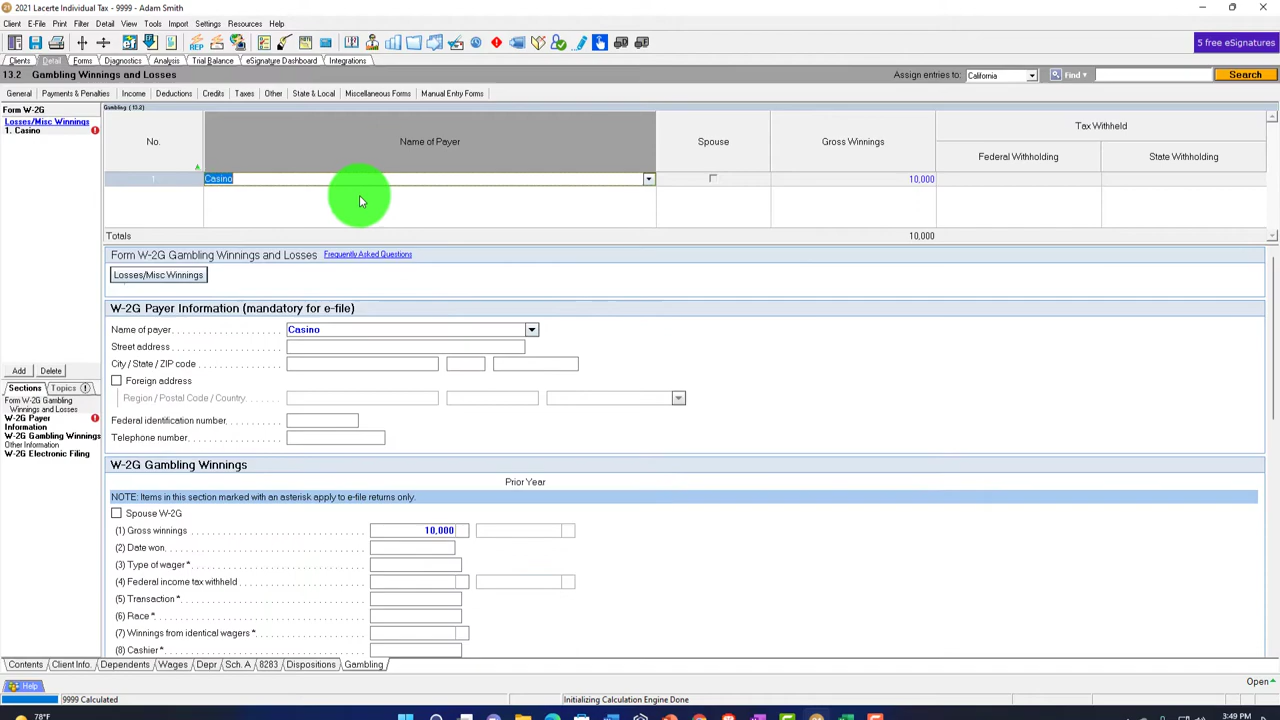 2021 Lacerte Individual Tax - 9999 - Adam Smith
Client E-File Print Filter Detail View Tools Import Settings Resources Help
5 free eSignatures
Clients Detail Forms Diagnostics Analysis Trial Balance eSignature Dashboard Integrations
13.2 Gambling Winnings and Losses Assign entries to: California Find Search
General Payments & Penalties Income Deductions Credits Taxes Other State & Local Miscellaneous Forms Manual Entry Forms
Form W-2G
Losses/Misc Winnings
1. Casino
Gambling (13.2)
No. Name of Payer Spouse Gross Winnings Tax Withheld
Federal Withholding State Withholding
1 Casino 10,000
Totals 10,000
Form W-2G Gambling Winnings and Losses Frequently Asked Questions
Losses/Misc Winnings
W-2G Payer Information (mandatory for e-file)
Name of payer Casino
Street address
City / State / ZIP code
Foreign address
Region / Postal Code / Country
Federal identification number
Telephone number
Add Delete
Sections Topics
Form W-2G Gambling
Winnings and Losses
W-2G Payer
Information
W-2G Gambling Winnings
Other Information
W-2G Electronic Filing
W-2G Gambling Winnings
Prior Year
NOTE: Items in this section marked with an asterisk apply to e-file returns only.
Spouse W-2G
(1) Gross winnings 10,000
(2) Date won
(3) Type of wager *
(4) Federal income tax withheld
(5) Transaction *
(6) Race *
(7) Winnings from identical wagers *
(8) Cashier *
Contents Client Info. Dependents Wages Depr Sch. A 8283 Dispositions Gambling
Help Open
9999 Calculated Initializing Calculation Engine Done
78°F 3:49 PM